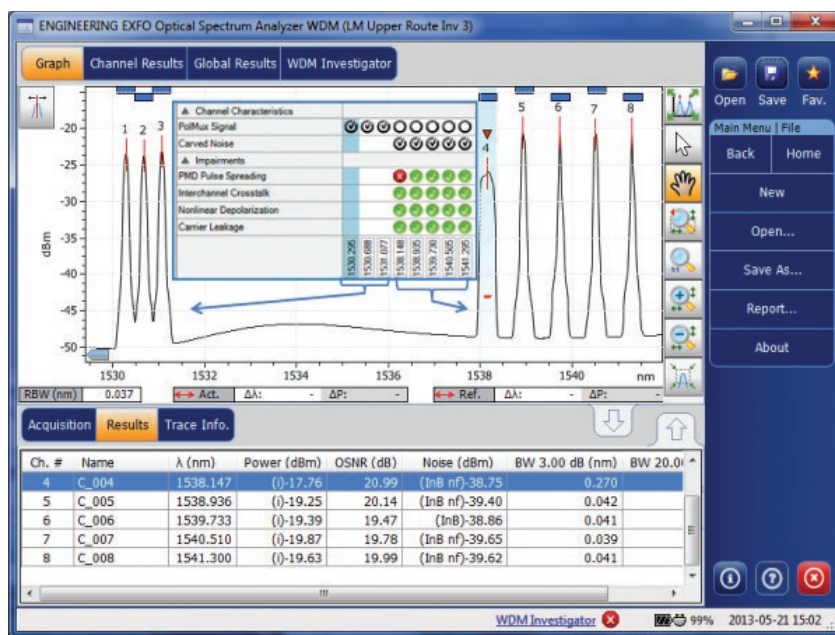 ENGINEERING EXFO Optical Spectrum Analyzer WDM (LM Upper Route Inv 3)
Graph Channel Results Global Results WDM Investigator
Open Save Fav.
Main Menu | File
Back Home
New
Open...
Save As...
Report...
About
1 2 3 4 5 6 7 8
Channel Characteristics
PolMux Signal
Carved Noise
Impairments
PMD Pulse Spreading
Interchannel Crosstalk
Nonlinear Depolarization
Carrier Leakage
1530.295 1530.688 1531.077 1538.148 1538.935 1539.730 1540.505 1541.295
dBm
-20
-25
-30
-35
-40
-45
-50
1530 1532 1534 1536 1538 1540 nm
RBW (nm) 0.037 Act. Δλ: - ΔP: - Ref. Δλ: - ΔP: -
Acquisition Results Trace Info.
Ch. # Name λ (nm) Power (dBm) OSNR (dB) Noise (dBm) BW 3.00 dB (nm) BW 20.0
4 C_004 1538.147 (i)-17.76 20.99 (InB nf)-38.75 0.270
5 C_005 1538.936 (i)-19.25 20.14 (InB nf)-39.40 0.042
6 C_006 1539.733 (i)-19.39 19.47 (InB)-38.86 0.041
7 C_007 1540.510 (i)-19.87 19.78 (InB nf)-39.65 0.039
8 C_008 1541.300 (i)-19.63 19.99 (InB nf)-39.62 0.041
WDM Investigator 99% 2013-05-21 15:02